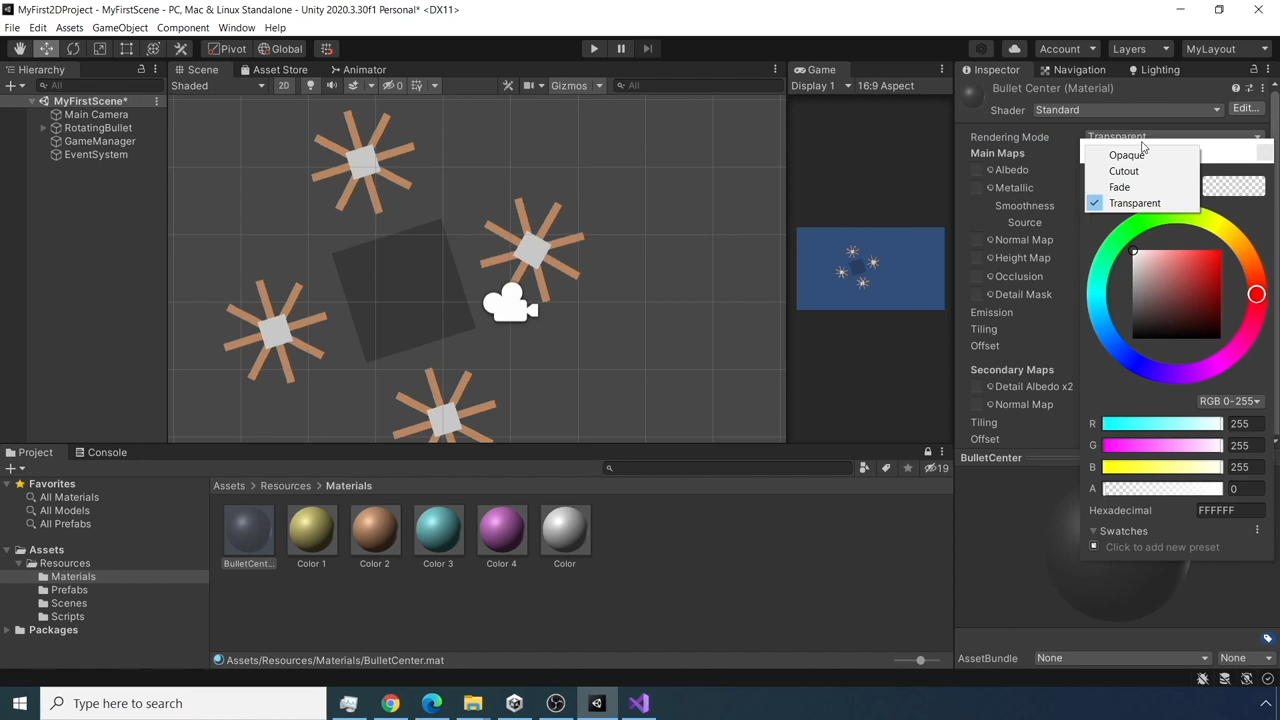 MyFirst2DProject - MyFirstScene - PC, Mac & Linux Standalone - Unity 2020.3.30f1 Personal* <DX11>
File Edit Assets GameObject Component Window Help
Pivot Global Account Layers MyLayout
Hierarchy Scene Asset Store Animator Game Inspector Navigation Lighting
All Shaded 2D 0 Gizmos All Display 1 16:9 Aspect
Bullet Center (Material)
MyFirstScene*
Shader Standard Edit...
Main Camera
RotatingBullet
GameManager
EventSystem
Rendering Mode Transparent
Main Maps
Opaque
Albedo
Cutout
Metallic
Fade
Smoothness
Transparent
Source
Normal Map
Height Map
Occlusion
Detail Mask
Emission
Tiling
Offset
Secondary Maps
Detail Albedo x2
Normal Map
Tiling
Offset
RGB 0-255
R 255
G 255
B 255
A 0
Hexadecimal FFFFFF
Swatches
Click to add new preset
BulletCenter
Project Console
19
Favorites
All Materials
All Models
All Prefabs
Assets
Resources
Materials
Prefabs
Scenes
Scripts
Packages
Assets > Resources > Materials
BulletCent... Color 1 Color 2 Color 3 Color 4 Color
Assets/Resources/Materials/BulletCenter.mat
AssetBundle None None
Type here to search